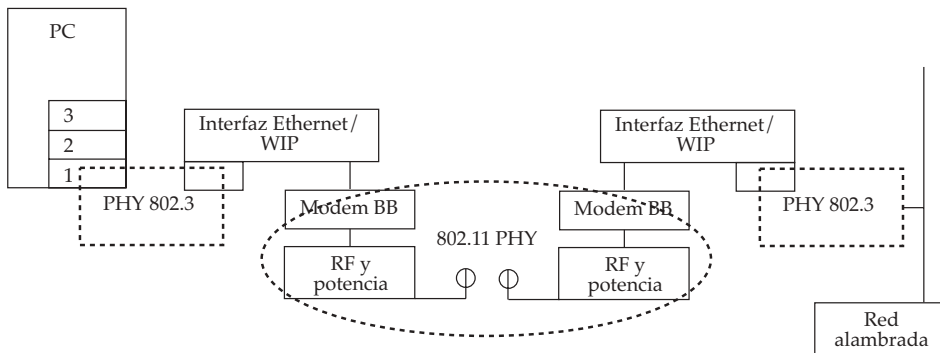 PC
3
2
1
PHY 802.3
Interfaz Ethernet/
WIP
Modem BB
RF y
potencia
802.11 PHY
Interfaz Ethernet/
WIP
Modem BB
RF y
potencia
PHY 802.3
Red
alambrada